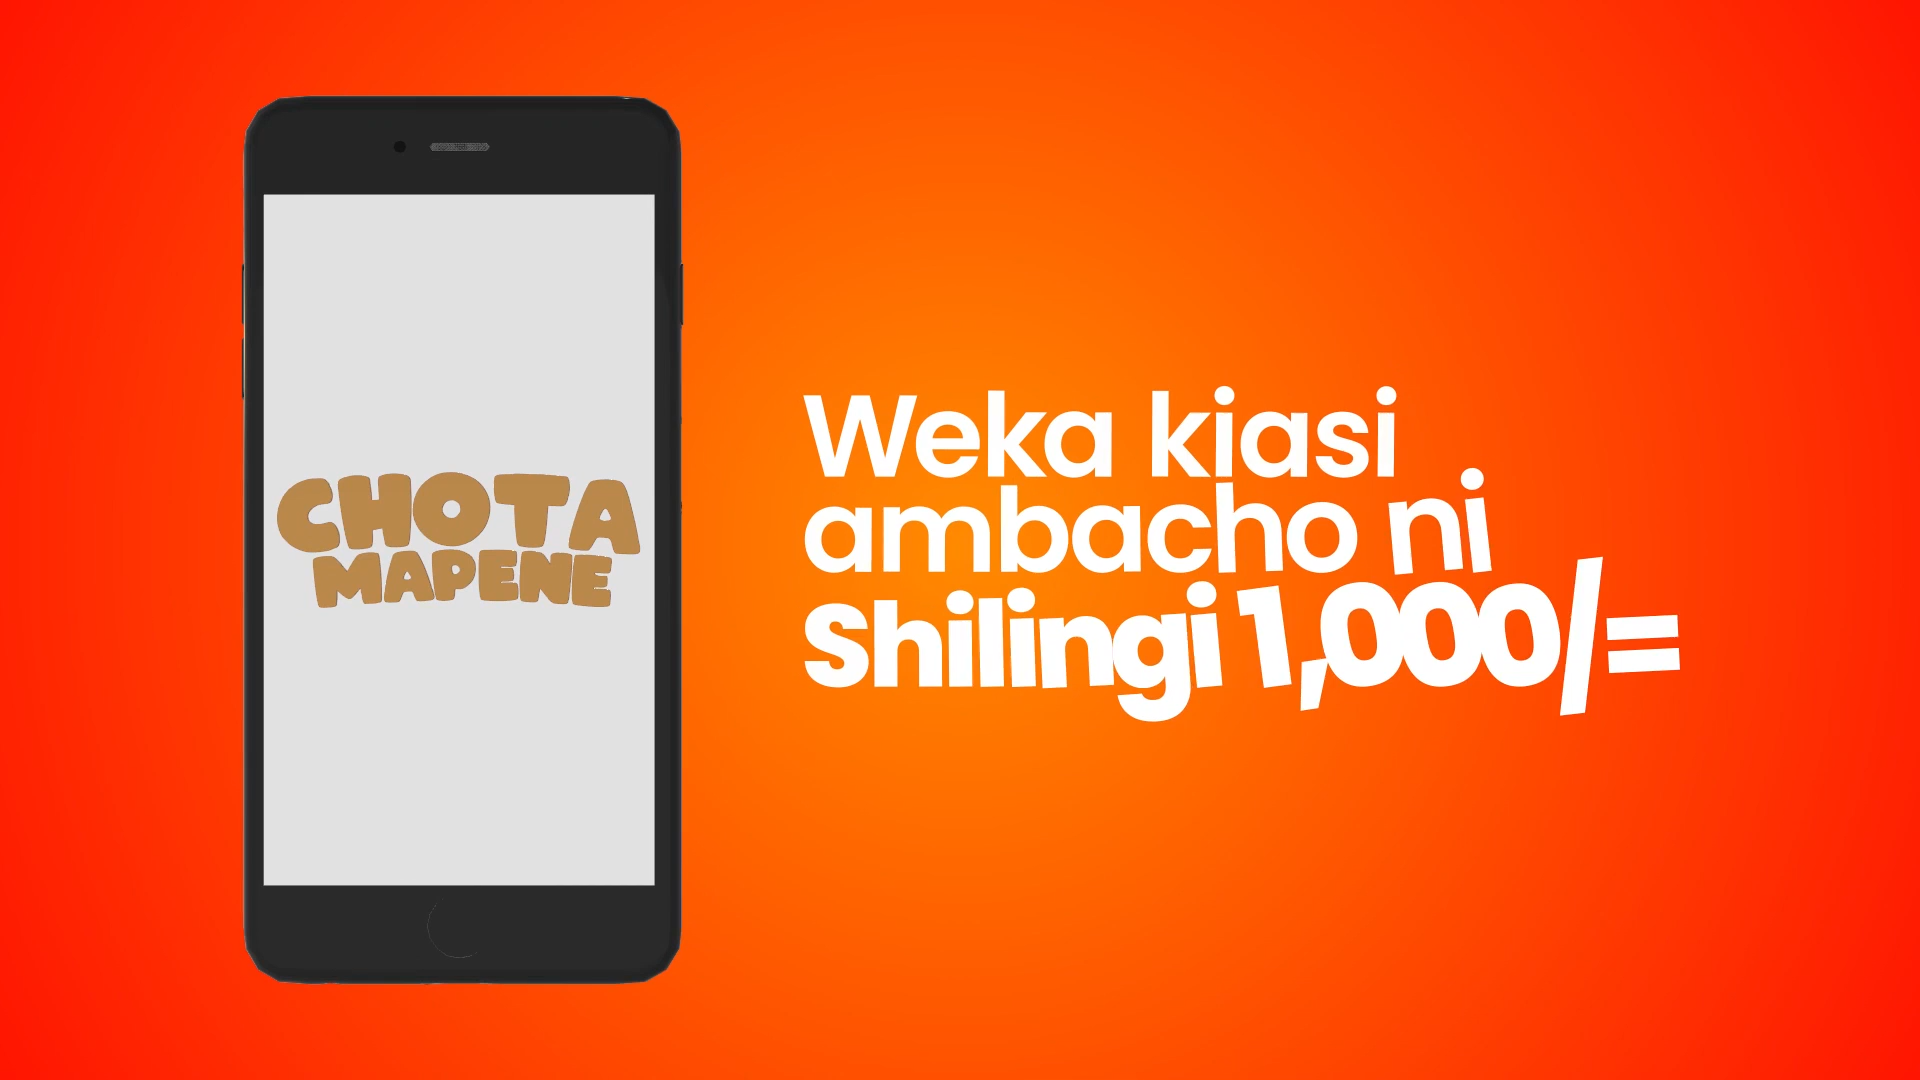 CHOTA
MAPENE
Weka kiasi
ambacho ni
Shilingi 1,000/=